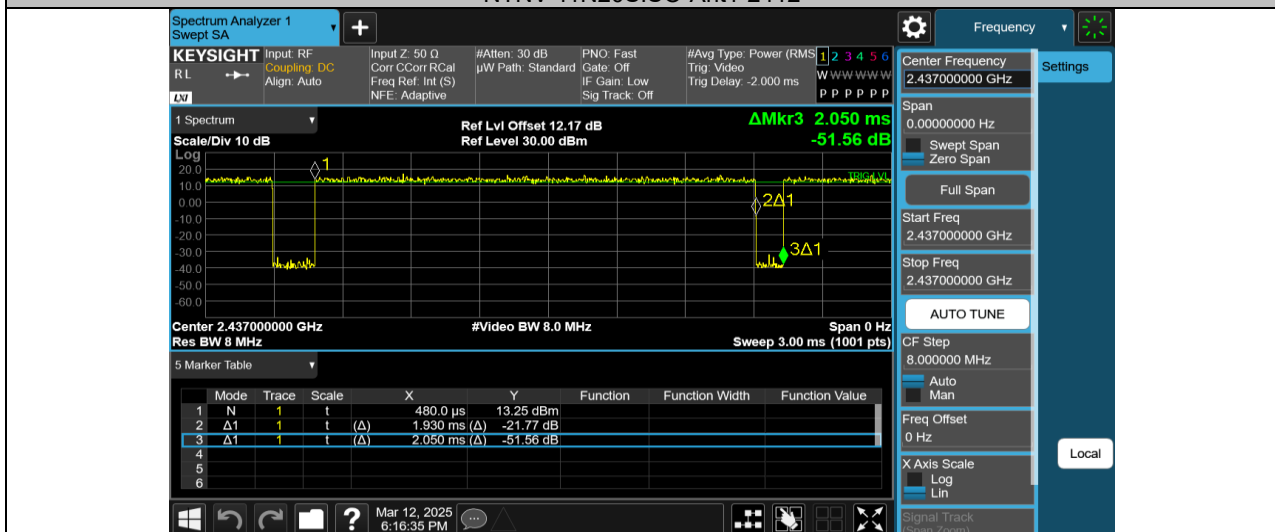 Spectrum Analyzer 1
Swept SA
Frequency
KEYSIGHT
R L
LXI
Input: RF
Coupling: DC
Align: Auto
Input Z: 50 Ω
Corr CCorr RCal
Freq Ref: Int (S)
NFE: Adaptive
#Atten: 30 dB
µW Path: Standard
PNO: Fast
Gate: Off
IF Gain: Low
Sig Track: Off
#Avg Type: Power (RMS
Trig: Video
Trig Delay: -2.000 ms
1 2 3 4 5 6
W W W W W W
P P P P P P
1 Spectrum
Scale/Div 10 dB
Ref Lvl Offset 12.17 dB
Ref Level 30.00 dBm
ΔMkr3 2.050 ms
-51.56 dB
Log
20.0
10.0
0.00
-10.0
-20.0
-30.0
-40.0
-50.0
-60.0
1
TRIG LVL
2Δ1
3Δ1
Center 2.437000000 GHz
#Video BW 8.0 MHz
Span 0 Hz
Res BW 8 MHz
Sweep 3.00 ms (1001 pts)
5 Marker Table
Mode Trace Scale X Y Function Function Width Function Value
1 N 1 t 480.0 µs 13.25 dBm
2 Δ1 1 t (Δ) 1.930 ms (Δ) -21.77 dB
3 Δ1 1 t (Δ) 2.050 ms (Δ) -51.56 dB
4
5
6
Mar 12, 2025
6:16:35 PM
Center Frequency
2.437000000 GHz
Span
0.00000000 Hz
Swept Span
Zero Span
Full Span
Start Freq
2.437000000 GHz
Stop Freq
2.437000000 GHz
AUTO TUNE
CF Step
8.000000 MHz
Auto
Man
Freq Offset
0 Hz
X Axis Scale
Log
Lin
Signal Track
(Span Zoom)
Settings
Local